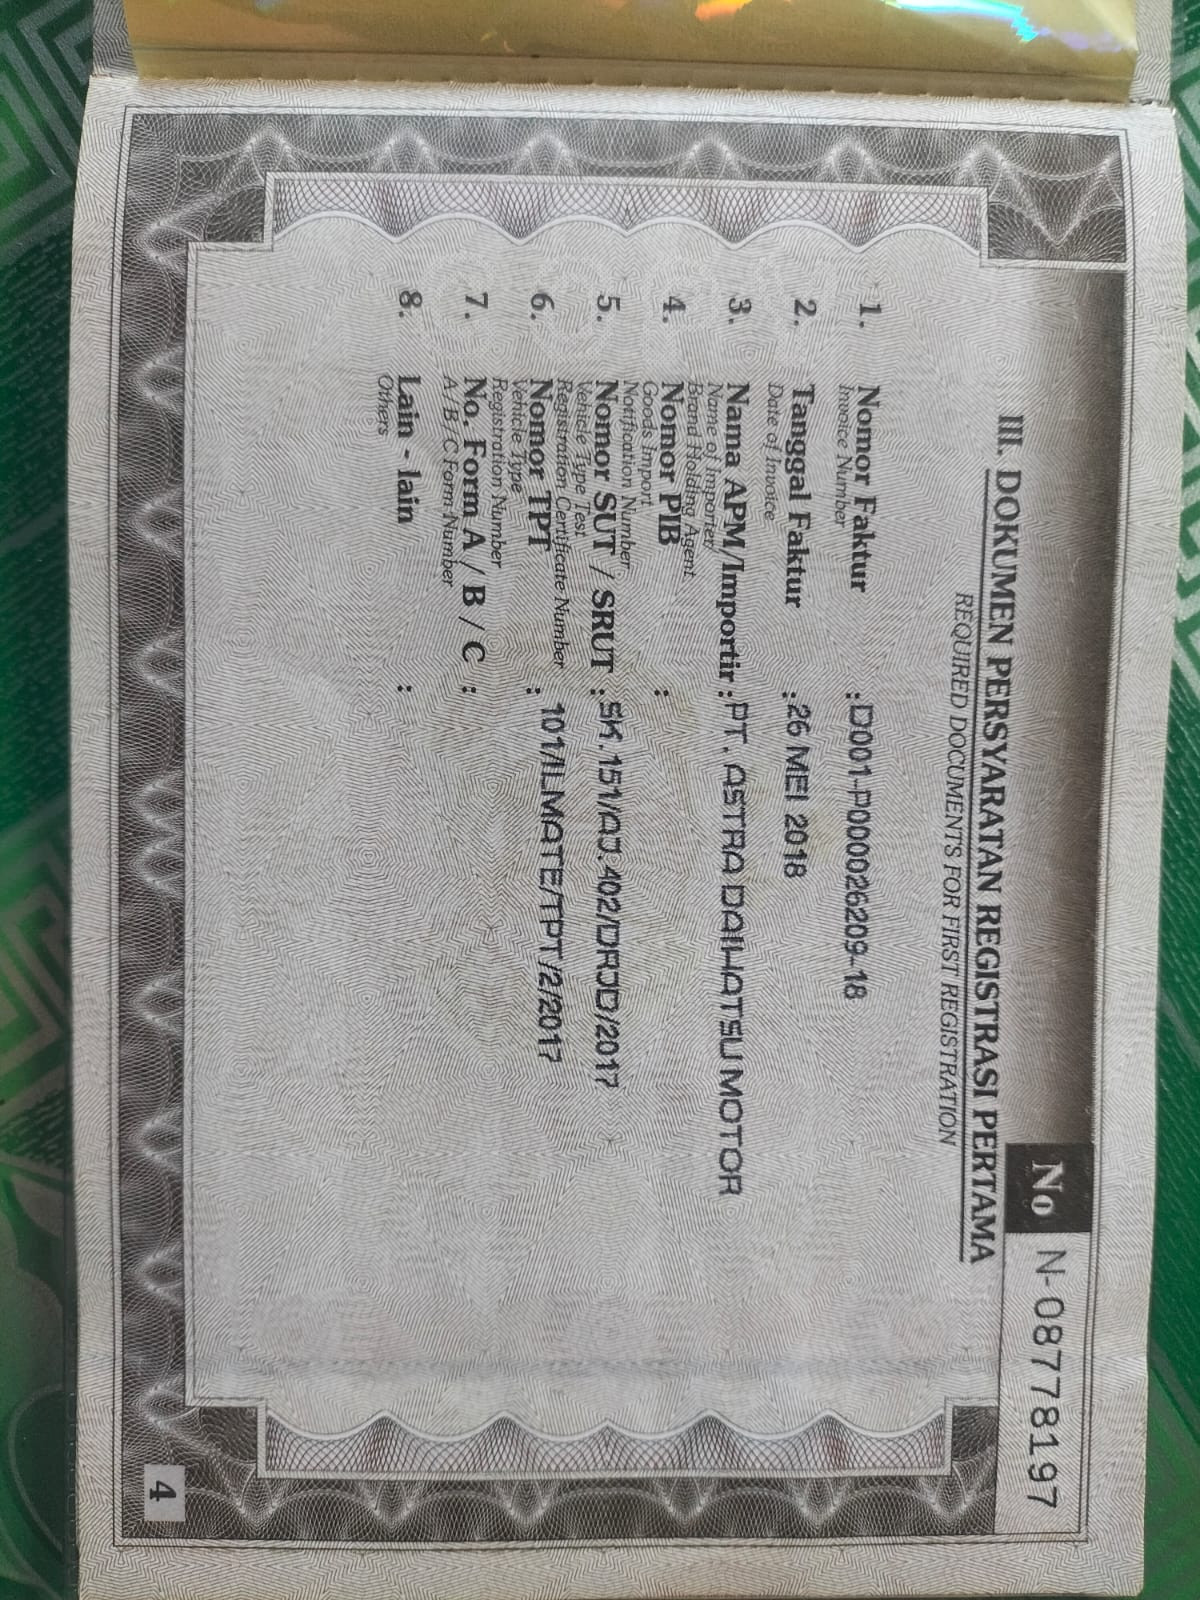 No N-08778197
III. DOKUMEN PERSYARATAN REGISTRASI PERTAMA
REQUIRED DOCUMENTS FOR FIRST REGISTRATION
1. Nomor Faktur : D001-P000026209-18
Invoice Number
2. Tanggal Faktur : 26 MEI 2018
Date of Invoice
3. Nama APM/Importir : PT. ASTRA DAIHATSU MOTOR
Name of Importer/
Brand Holding Agent
4. Nomor PIB :
Goods Import
Notification Number
5. Nomor SUT / SRUT : SK.151/AJ.402/DRJD/2017
Vehicle Type Test
Registration Certificate Number
6. Nomor TPT : 101/ILMATE/TPT/2/2017
Vehicle Type
Registration Number
7. No. Form A / B / C :
A / B / C Form Number
8. Lain - lain :
Others
4